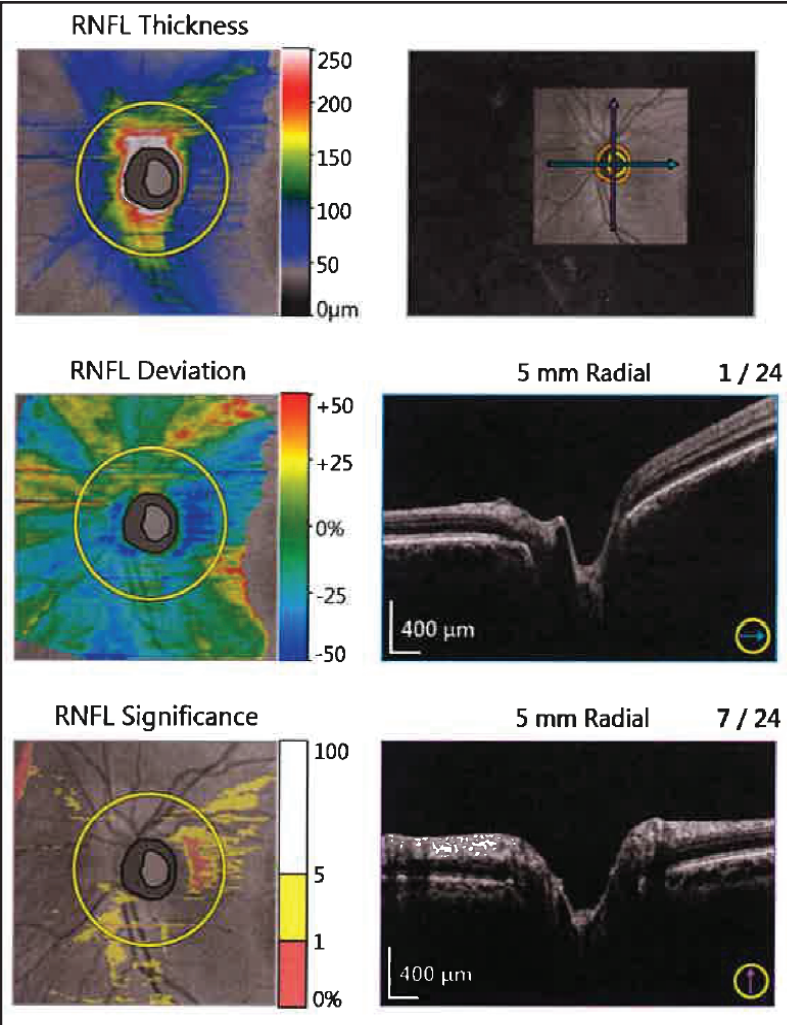 RNFL Thickness
250
200
150
100
50
0µm
RNFL Deviation
+50
+25
0%
-25
-50
5 mm Radial 1 / 24
400 µm
RNFL Significance
100
5
1
0%
5 mm Radial 7 / 24
400 µm